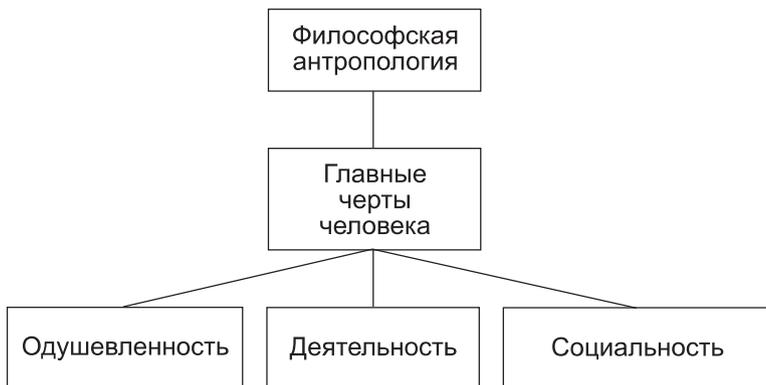 Философская
антропология
Главные
черты
человека
Одушевленность
Деятельность
Социальность